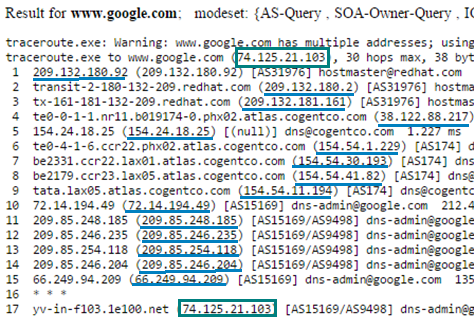 Result for www.google.com;   modeset: {AS-Query , SOA-Owner-Query , IC
traceroute.exe: Warning: www.google.com has multiple addresses; using
traceroute.exe to www.google.com (74.125.21.103), 30 hops max, 38 byt
1 209.132.180.92 (209.132.180.92) [AS31976] hostmaster@redhat.com
2 transit-2-180-132-209.redhat.com (209.132.180.2) [AS31976] hostma
3 tx-161-181-132-209.redhat.com (209.132.181.161) [AS31976] hostmas
4 te0-0-1-1.nr11.b019174-0.phx02.atlas.cogentco.com (38.122.88.217)
5 154.24.18.25 (154.24.18.25) [(null)] dns@cogentco.com 1.227 ms
6 te0-4-1-6.ccr22.phx02.atlas.cogentco.com (154.54.1.229) [AS174] d
7 be2331.ccr22.lax01.atlas.cogentco.com (154.54.30.193) [AS174] dns
8 be2179.ccr23.lax05.atlas.cogentco.com (154.54.41.82) [AS174] dns@
9 tata.lax05.atlas.cogentco.com (154.54.11.194) [AS174] dns@cogentc
10 72.14.194.49 (72.14.194.49) [AS15169] dns-admin@google.com 212.4
11 209.85.248.185 (209.85.248.185) [AS15169/AS9498] dns-admin@googl
12 209.85.246.235 (209.85.246.235) [AS15169/AS9498] dns-admin@googl
13 209.85.254.118 (209.85.254.118) [AS15169/AS9498] dns-admin@googl
14 209.85.246.204 (209.85.246.204) [AS15169/AS9498] dns-admin@googl
15 66.249.94.209 (66.249.94.209) [AS15169] dns-admin@google.com 135
16 * * *
17 yv-in-f103.1e100.net (74.125.21.103) [AS15169/AS9498] dns-admin@g